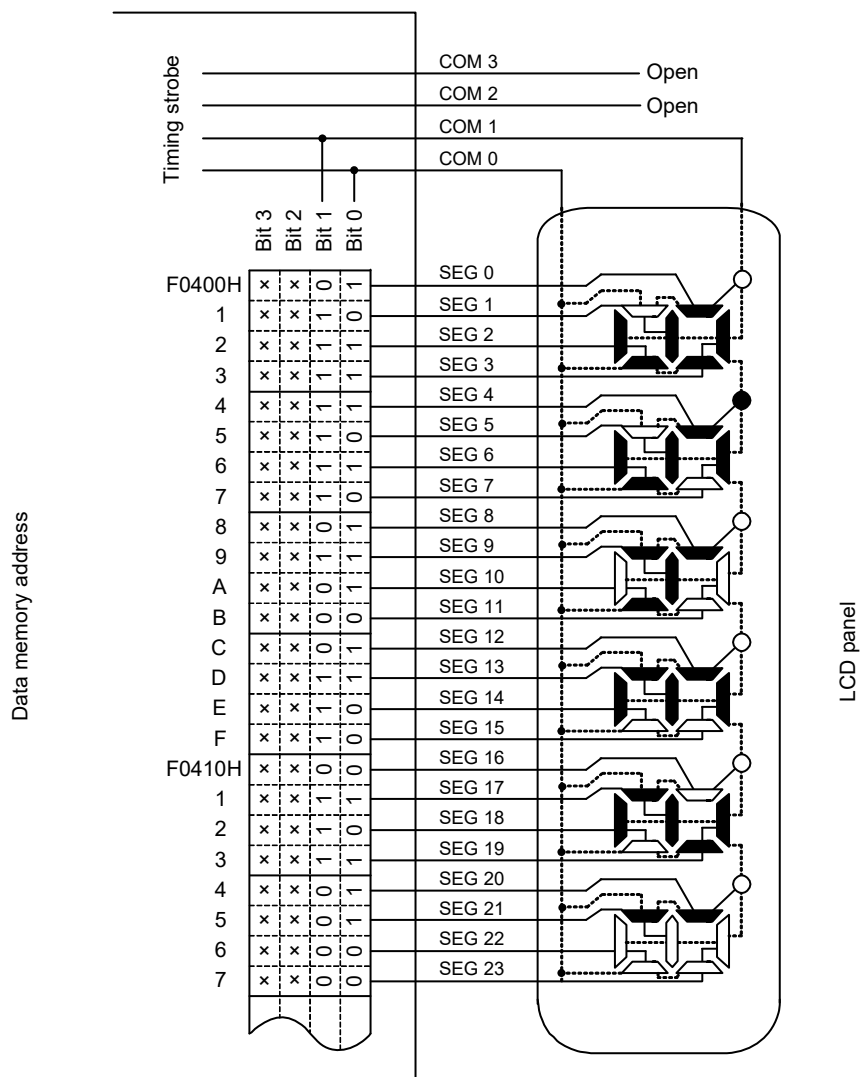 Timing strobe
COM 3
Open
COM 2
Open
COM 1
COM 0
Bit 3 Bit 2 Bit 1 Bit 0
F0400H × × 0 1 SEG 0
1 × × 1 0 SEG 1
2 × × 1 1 SEG 2
3 × × 1 1 SEG 3
4 × × 1 1 SEG 4
5 × × 1 0 SEG 5
6 × × 1 1 SEG 6
7 × × 1 0 SEG 7
8 × × 0 1 SEG 8
9 × × 1 1 SEG 9
A × × 0 1 SEG 10
B × × 0 0 SEG 11
C × × 0 1 SEG 12
D × × 1 1 SEG 13
E × × 1 0 SEG 14
F × × 1 0 SEG 15
F0410H × × 0 0 SEG 16
1 × × 1 1 SEG 17
2 × × 1 0 SEG 18
3 × × 1 1 SEG 19
4 × × 0 1 SEG 20
5 × × 0 1 SEG 21
6 × × 0 0 SEG 22
7 × × 0 0 SEG 23
Data memory address
LCD panel